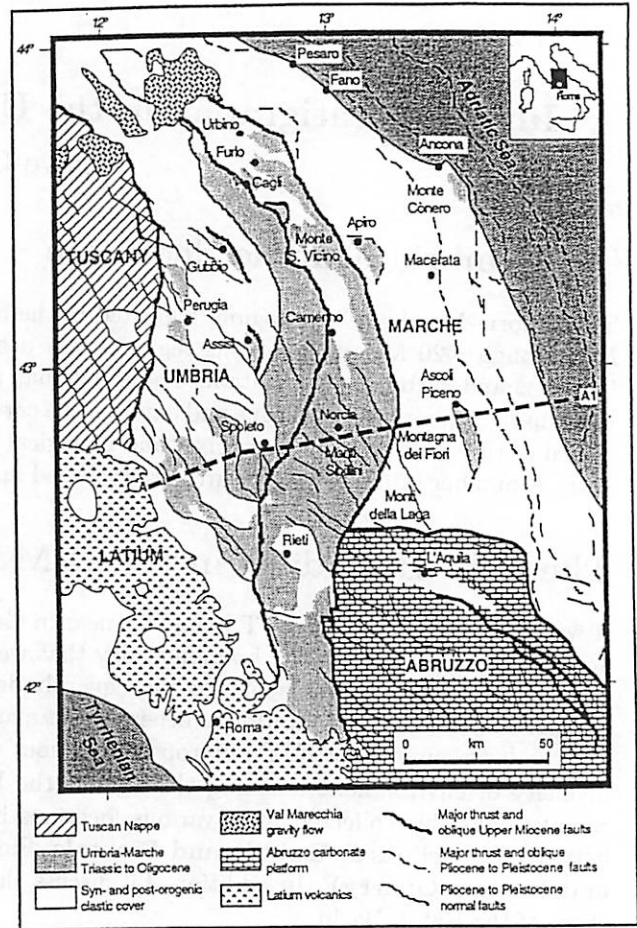 12° 13° 14°
44°
Pesaro
Fano
Adriatic Sea
Roma
Urbino
Furlo
Cagli
Ancona
Monte
Cònero
Apiro
Monte
S. Vicino
TUSCANY
Gubbio
Macerata
Perugia
Camerino
MARCHE
Assisi
43°
UMBRIA
Ascoli
Piceno
A1
Spoleto
Norcia
Monti
Sibillini
Montagna
dei Fiori
Monti
della Laga
LATIUM
Rieti
L'Aquila
ABRUZZO
42°
Roma
Tyrrhenian
Sea
0 50
km
Tuscan Nappe
Umbria-Marche
Triassic to Oligocene
Syn- and post-orogenic
clastic cover
Val Marecchia
gravity flow
Abruzzo carbonate
platform
Latium volcanics
Major thrust and
oblique Upper Miocene faults
Major thrust and oblique
Pliocene to Pleistocene faults
Pliocene to Pleistocene
normal faults